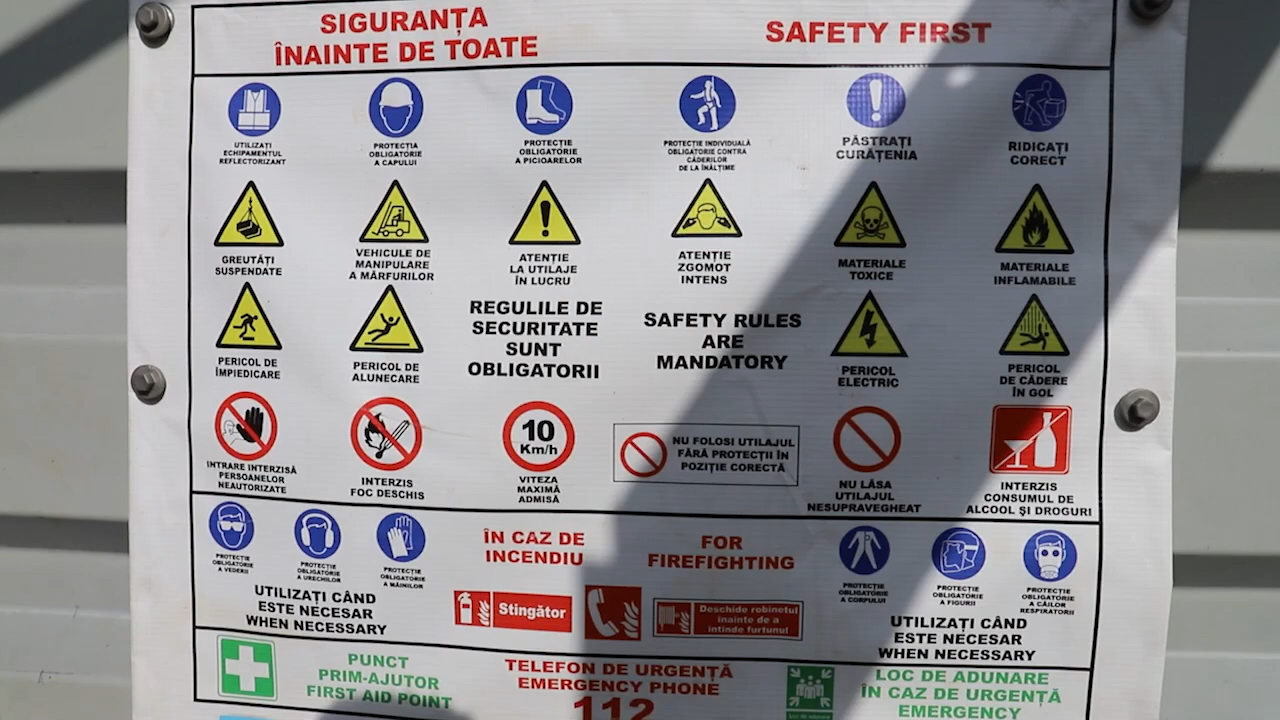 SIGURANȚA
ÎNAINTE DE TOATE
SAFETY FIRST
UTILIZAȚI
ECHIPAMENTUL
REFLECTORIZANT
PROTECȚIA
OBLIGATORIE
A CAPULUI
PROTECȚIE
OBLIGATORIE
A PICIOARELOR
PROTECȚIE INDIVIDUALĂ
OBLIGATORIE CONTRA
CĂDERILOR
DE LA ÎNĂLȚIME
PĂSTRAȚI
CURĂȚENIA
RIDICAȚI
CORECT
GREUTĂȚI
SUSPENDATE
VEHICULE DE
MANIPULARE
A MĂRFURILOR
ATENȚIE
LA UTILAJE
ÎN LUCRU
ATENȚIE
ZGOMOT
INTENS
MATERIALE
TOXICE
MATERIALE
INFLAMABILE
PERICOL DE
ÎMPIEDICARE
PERICOL DE
ALUNECARE
REGULILE DE
SECURITATE
SUNT
OBLIGATORII
SAFETY RULES
ARE
MANDATORY
PERICOL
ELECTRIC
PERICOL
DE CĂDERE
ÎN GOL
INTRARE INTERZISĂ
PERSOANELOR
NEAUTORIZATE
INTERZIS
FOC DESCHIS
10
Km/h
VITEZA
MAXIMĂ
ADMISĂ
NU FOLOSI UTILAJUL
FĂRĂ PROTECȚII ÎN
POZIȚIE CORECTĂ
NU LĂSA
UTILAJUL
NESUPRAVEGHEAT
INTERZIS
CONSUMUL DE
ALCOOL ȘI DROGURI
PROTECȚIE
OBLIGATORIE
A VEDERII
PROTECȚIE
OBLIGATORIE
A URECHILOR
PROTECȚIE
OBLIGATORIE
A MÂINILOR
UTILIZAȚI CÂND
ESTE NECESAR
WHEN NECESSARY
ÎN CAZ DE
INCENDIU
FOR
FIREFIGHTING
Stingător
Deschide robinetul
inainte de a
intinde furtunul
PROTECȚIE
OBLIGATORIE
A CORPULUI
PROTECȚIE
OBLIGATORIE
A FIGURII
PROTECȚIE
OBLIGATORIE
A CĂILOR
RESPIRATORII
UTILIZAȚI CÂND
ESTE NECESAR
WHEN NECESSARY
PUNCT
PRIM-AJUTOR
FIRST AID POINT
TELEFON DE URGENȚĂ
EMERGENCY PHONE
112
LOC DE ADUNARE
ÎN CAZ DE URGENȚĂ
EMERGENCY